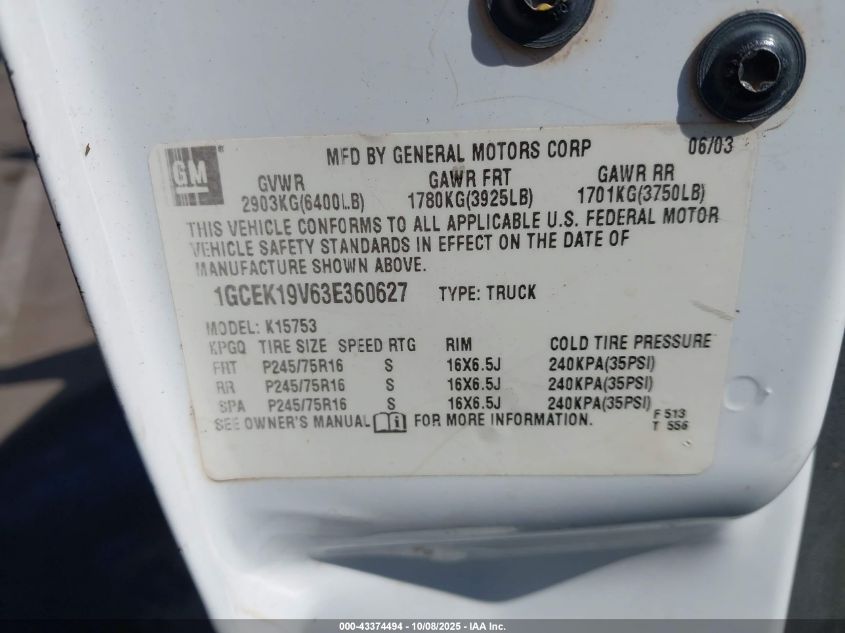 GM
MFD BY GENERAL MOTORS CORP 06/03
GVWR GAWR FRT GAWR RR
2903KG(6400LB) 1780KG(3925LB) 1701KG(3750LB)
THIS VEHICLE CONFORMS TO ALL APPLICABLE U.S. FEDERAL MOTOR
VEHICLE SAFETY STANDARDS IN EFFECT ON THE DATE OF
MANUFACTURE SHOWN ABOVE.
1GCEK19V63E360627 TYPE: TRUCK
MODEL: K15753
KPGQ TIRE SIZE SPEED RTG RIM COLD TIRE PRESSURE
FRT P245/75R16 S 16X6.5J 240KPA(35PSI)
RR P245/75R16 S 16X6.5J 240KPA(35PSI)
SPA P245/75R16 S 16X6.5J 240KPA(35PSI)
SEE OWNER'S MANUAL i FOR MORE INFORMATION.
F 513
T 556
000-43374494 - 10/08/2025 - IAA Inc.